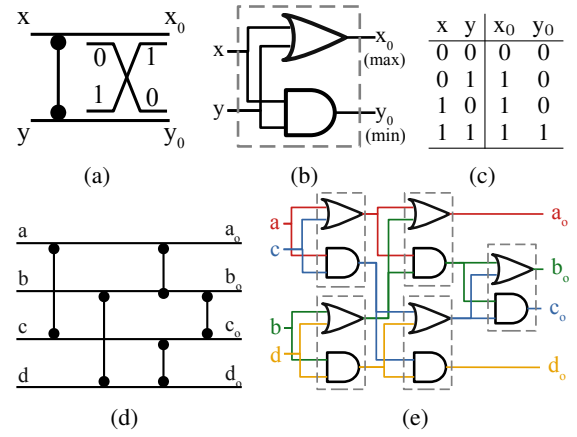 x x₀
0 1
1 0
y y₀
(a)
x x₀
(max)
y y₀
(min)
(b)
x y x₀ y₀
0 0 0 0
0 1 1 0
1 0 1 0
1 1 1 1
(c)
a aₒ
b bₒ
c cₒ
d dₒ
(d)
a aₒ
c
bₒ
cₒ
b
d dₒ
(e)